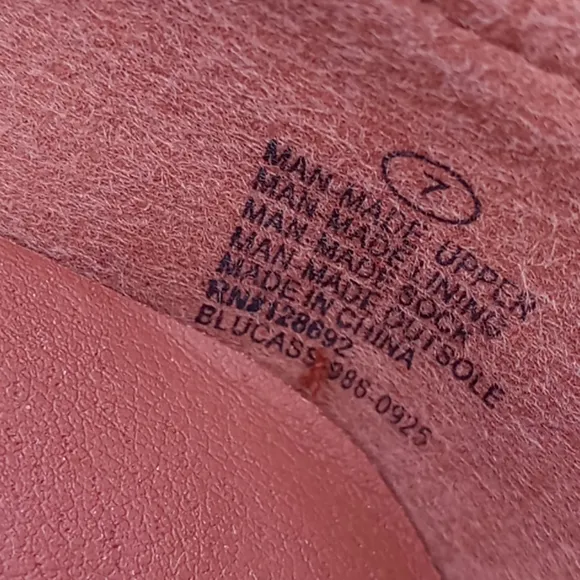 7
MAN-MADE UPPER
MAN MADE LINING
MAN-MADE SOCK
MAN-MADE OUTSOLE
MADE IN CHINA
RN#128692
BLUCASS 986-0925